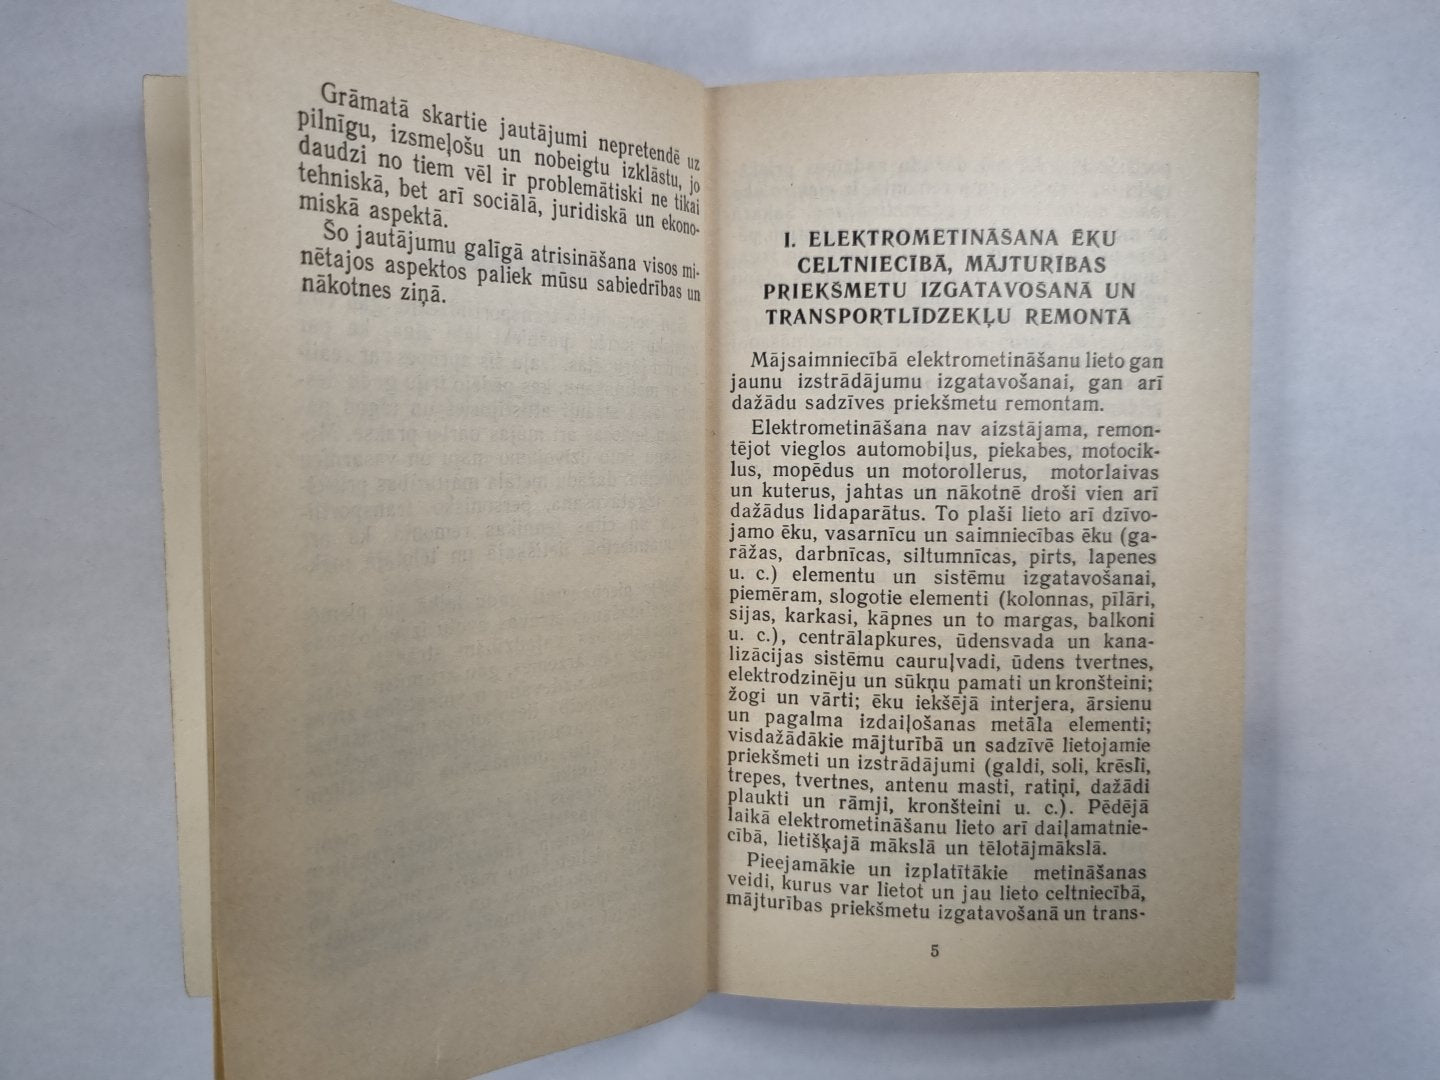 Grāmatā skartie jautājumi nepretendē uz
pilnīgu, izsmeļošu un nobeigtu izklāstu, jo
daudzi no tiem vēl ir problēmātiski ne tikai
tehniskā, bet arī sociālā, juridiskā un ekono-
miskā aspektā.
Šo jautājumu galīgā atrisināšana visos mi-
nētajos aspektos paliek mūsu sabiedrības un
nākotnes ziņā.
I. ELEKTROMETINĀŠANA ĒKU
CELTNIECĪBĀ, MĀJTURĪBAS
PRIEKŠMETU IZGATAVOŠANĀ UN
TRANSPORTLĪDZEKĻU REMONTĀ
Mājsaimniecībā elektrometināšanu lieto gan
jaunu izstrādājumu izgatavošanai, gan arī
dažādu sadzīves priekšmetu remontam.
Elektrometināšana nav aizstājama, remon-
tējot vieglos automobiļus, piekabes, motocik-
lus, mopēdus un motorollerus, motorlaivas
un kuterus, jahtas un nākotnē droši vien arī
dažādus lidaparātus. To plaši lieto arī dzīvo-
jamo ēku, vasarnīcu un saimniecības ēku (ga-
rāžas, darbnīcas, siltumnīcas, pirts, lapenes
u. c.) elementu un sistēmu izgatavošanai,
piemēram, slogotie elementi (kolonnas, pīlāri,
sijas, karkasi, kāpnes un to margas, balkoni
u. c.), centrālapkures, ūdensvada un kana-
lizācijas sistēmu cauruļvadi, ūdens tvertnes,
elektrodzinēju un sūkņu pamati un kronšteini;
žogi un vārti; ēku iekšējā interjera, ārsienu
un pagalma izdaiļošanas metāla elementi;
visdažādākie mājturībā un sadzīvē lietojamie
priekšmeti un izstrādājumi (galdi, soli, krēsli,
trepes, tvertnes, antenu masti, ratiņi, dažādi
plaukti un rāmji, kronšteini u. c.). Pēdējā
laikā elektrometināšanu lieto arī daiļamatnie-
cībā, lietišķajā mākslā un tēlotājmākslā.
Pieejamākie un izplatītākie metināšanas
veidi, kurus var lietot un jau lieto celtniecībā,
mājturības priekšmetu izgatavošanā un trans-
5